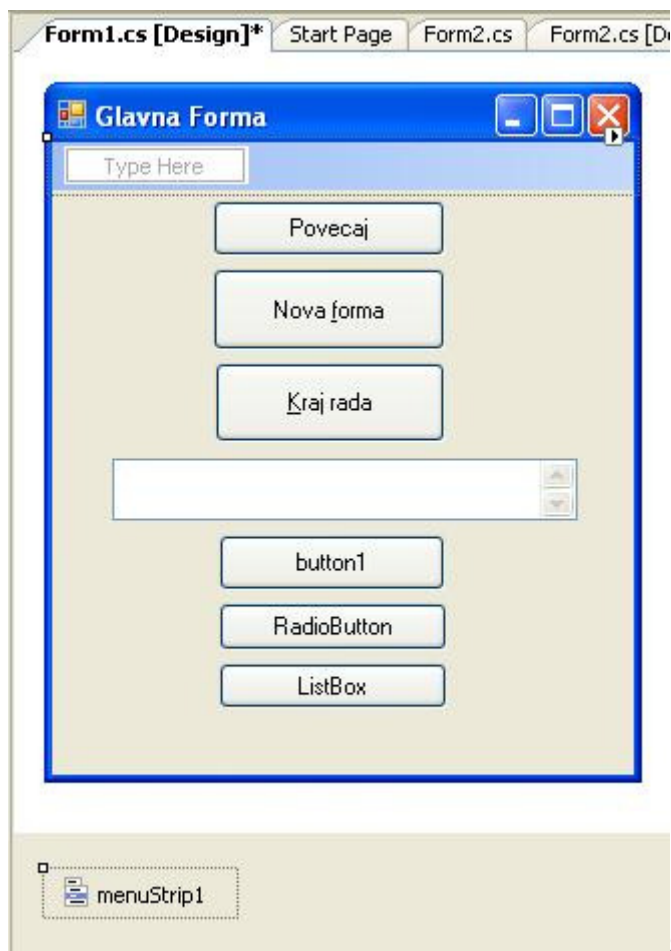 Form1.cs [Design]* Start Page Form2.cs Form2.cs [D
Glavna Forma
Type Here
Povecaj
Nova forma
Kraj rada
button1
RadioButton
ListBox
menuStrip1